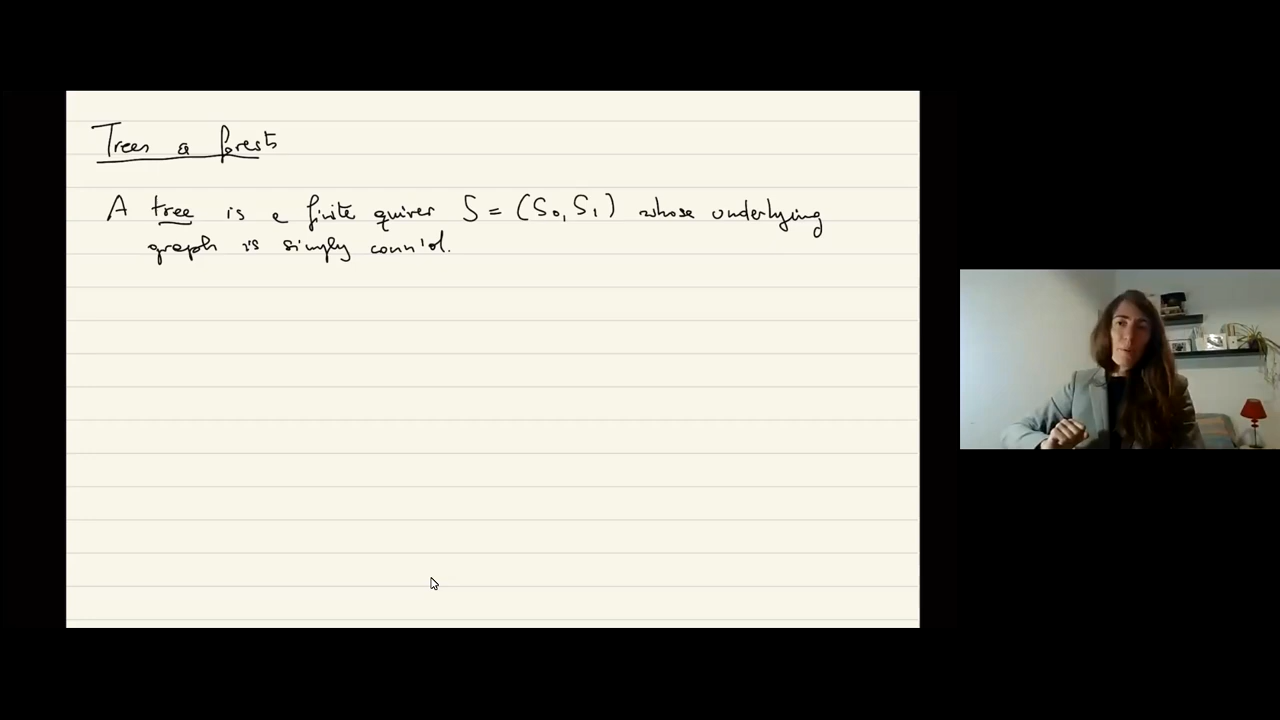 Trees & forests
A tree is a finite quiver S = (S₀, S₁) whose underlying
graph is simply conn'd.